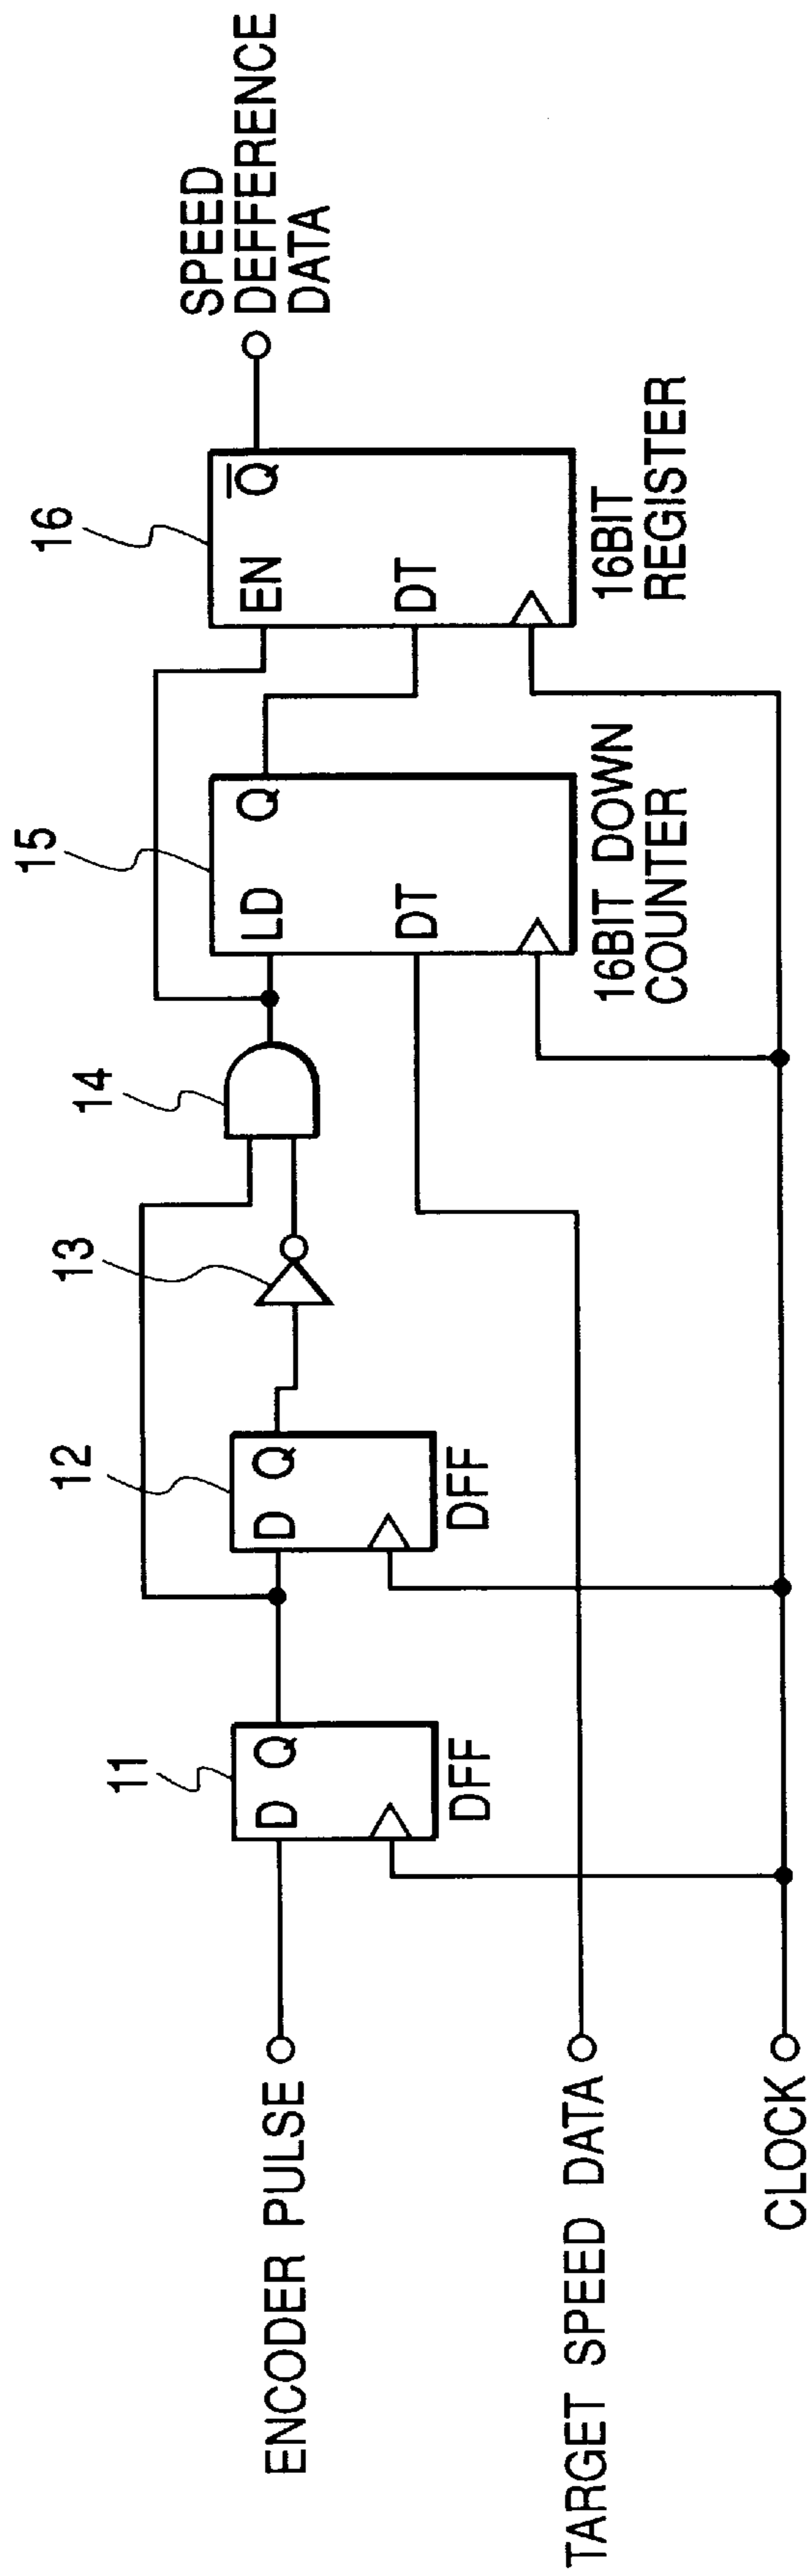 ENCODER PULSE
TARGET SPEED DATA
CLOCK
11
D Q
DFF
12
D Q
DFF
13
14
15
LD Q
DT
16BIT DOWN
COUNTER
16
EN Q̅
DT
16BIT
REGISTER
SPEED
DEFFERENCE
DATA